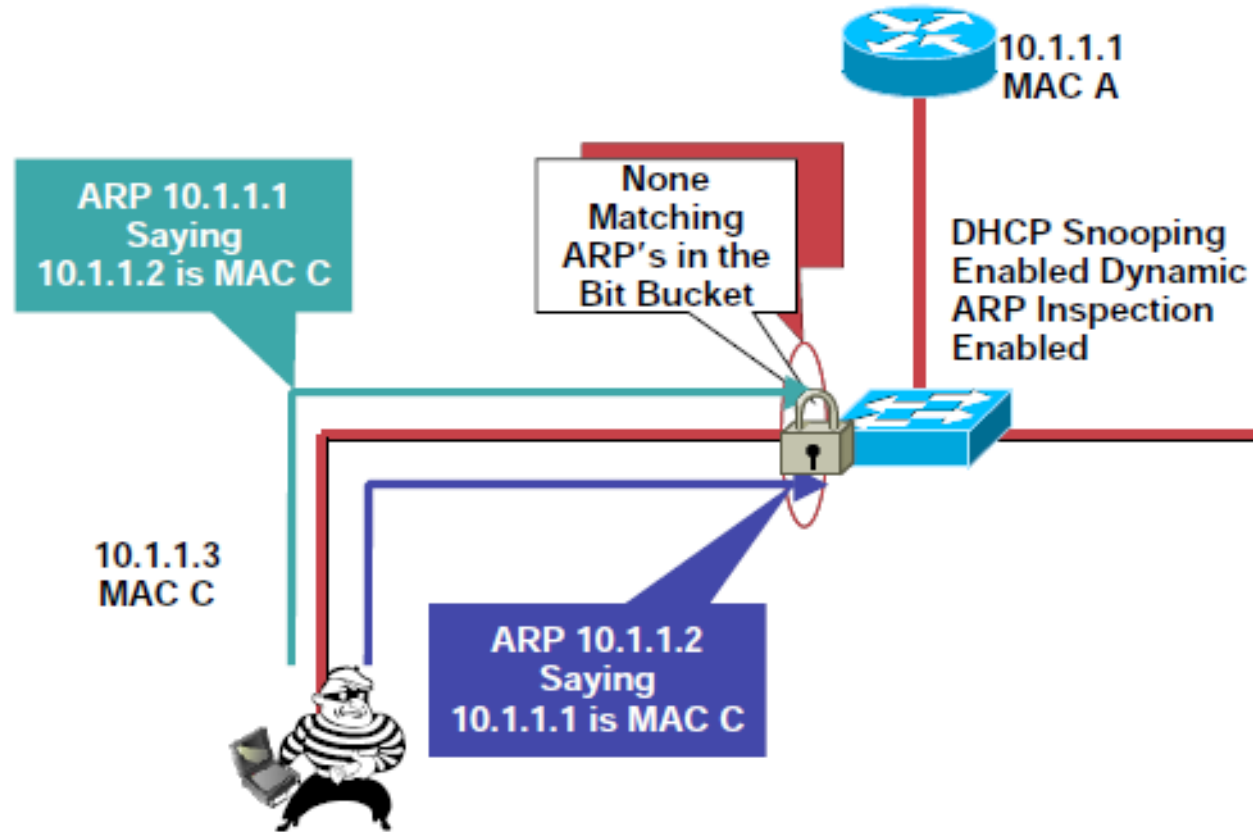 10.1.1.1
MAC A
ARP 10.1.1.1
Saying
10.1.1.2 is MAC C
None
Matching
ARP's in the
Bit Bucket
DHCP Snooping
Enabled Dynamic
ARP Inspection
Enabled
10.1.1.3
MAC C
ARP 10.1.1.2
Saying
10.1.1.1 is MAC C